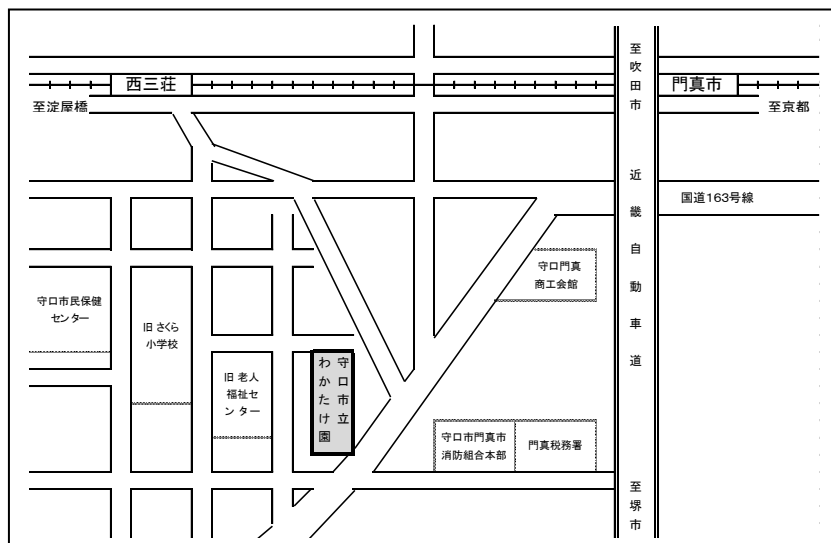 西三荘
門真市
至淀屋橋
至京都
至吹田市
近畿自動車道
至堺市
国道163号線
守口門真
商工会館
守口市民保健
センター
旧 さくら
小学校
旧 老人
福祉セ
ン ター
守口市立
わかたけ園
守口市門真市
消防組合本部
門真税務署